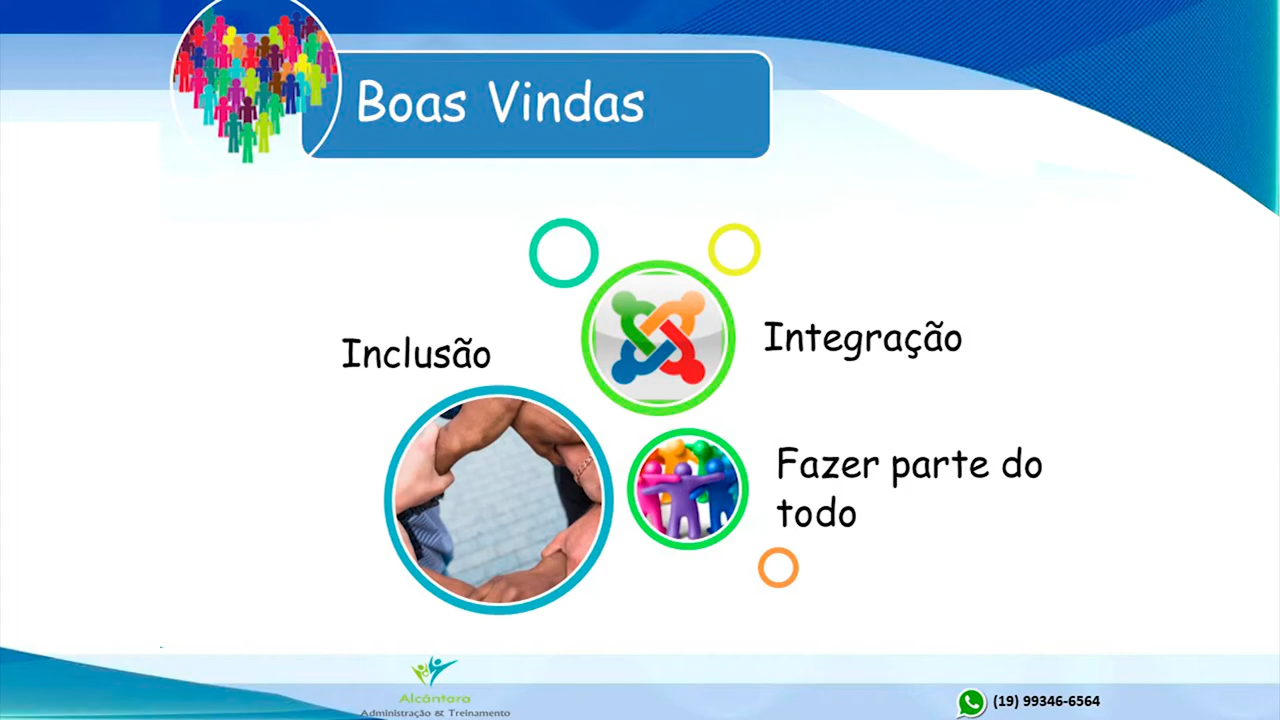 Boas Vindas
Inclusão
Integração
Fazer parte do
todo
Alcântara
Administração & Treinamento
(19) 99346-6564